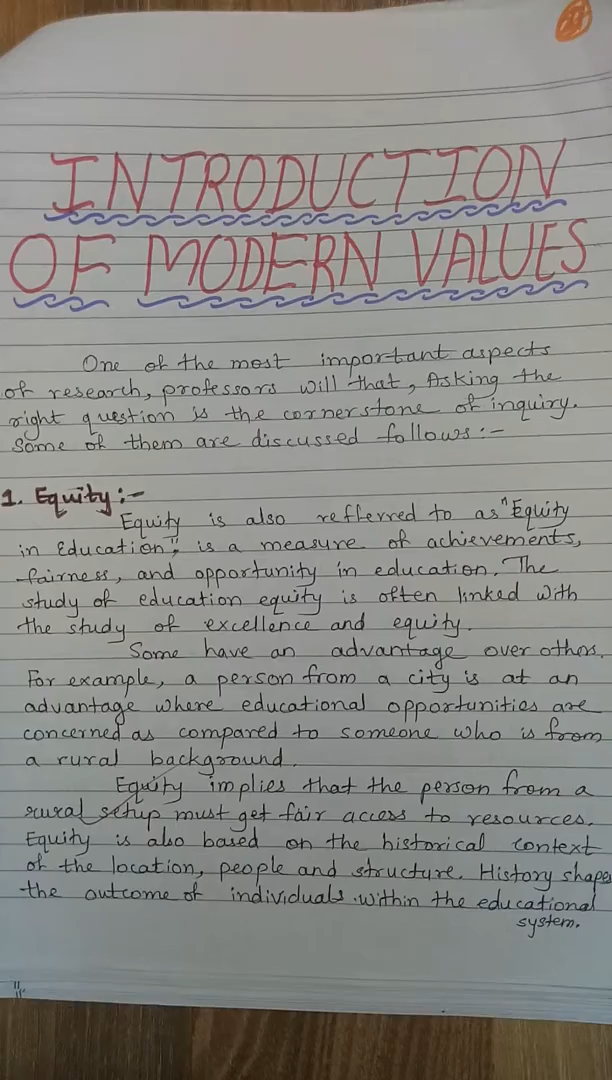 INTRODUCTION
OF MODERN VALUES
One of the most important aspects
of research, professors will that, Asking the
right question is the cornerstone of inquiry.
Some of them are discussed follows:-
1. Equity:-
Equity is also refferred to as "Equity
in Education", is a measure of achievements,
fairness, and opportunity in education. The
study of education equity is often linked with
the study of excellence and equity.
Some have an advantage over others.
For example, a person from a city is at an
advantage where educational opportunities are
concerned as compared to someone who is from
a rural background.
Equity implies that the person from a
rural setup must get fair access to resources.
Equity is also based on the historical context
of the location, people and structure. History shapes
the outcome of individuals within the educational
system.